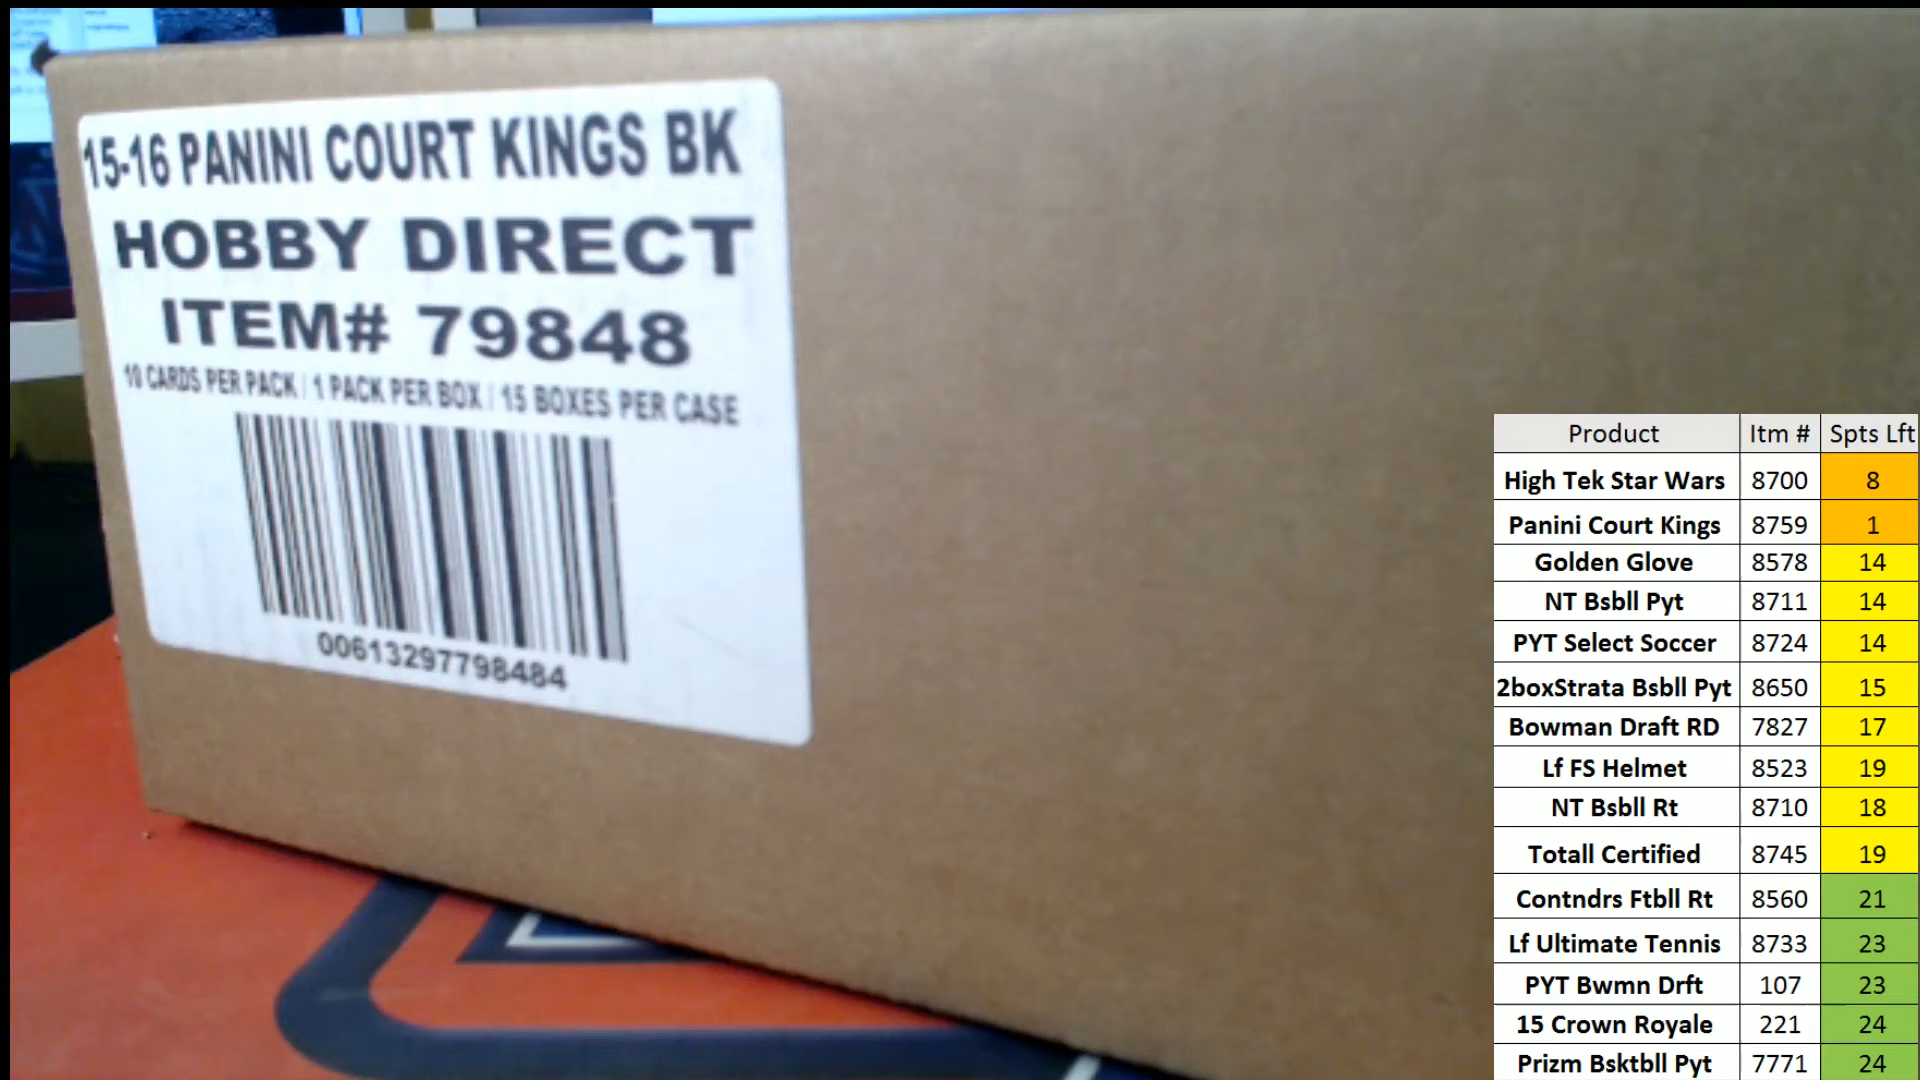 15-16 PANINI COURT KINGS BK
HOBBY DIRECT
ITEM# 79848
10 CARDS PER PACK | 1 PACK PER BOX | 15 BOXES PER CASE
00613297798484
Product Itm # Spts Lft
High Tek Star Wars 8700 8
Panini Court Kings 8759 1
Golden Glove 8578 14
NT Bsbll Pyt 8711 14
PYT Select Soccer 8724 14
2boxStrata Bsbll Pyt 8650 15
Bowman Draft RD 7827 17
Lf FS Helmet 8523 19
NT Bsbll Rt 8710 18
Totall Certified 8745 19
Contndrs Ftbll Rt 8560 21
Lf Ultimate Tennis 8733 23
PYT Bwmn Drft 107 23
15 Crown Royale 221 24
Prizm Bsktbll Pyt 7771 24